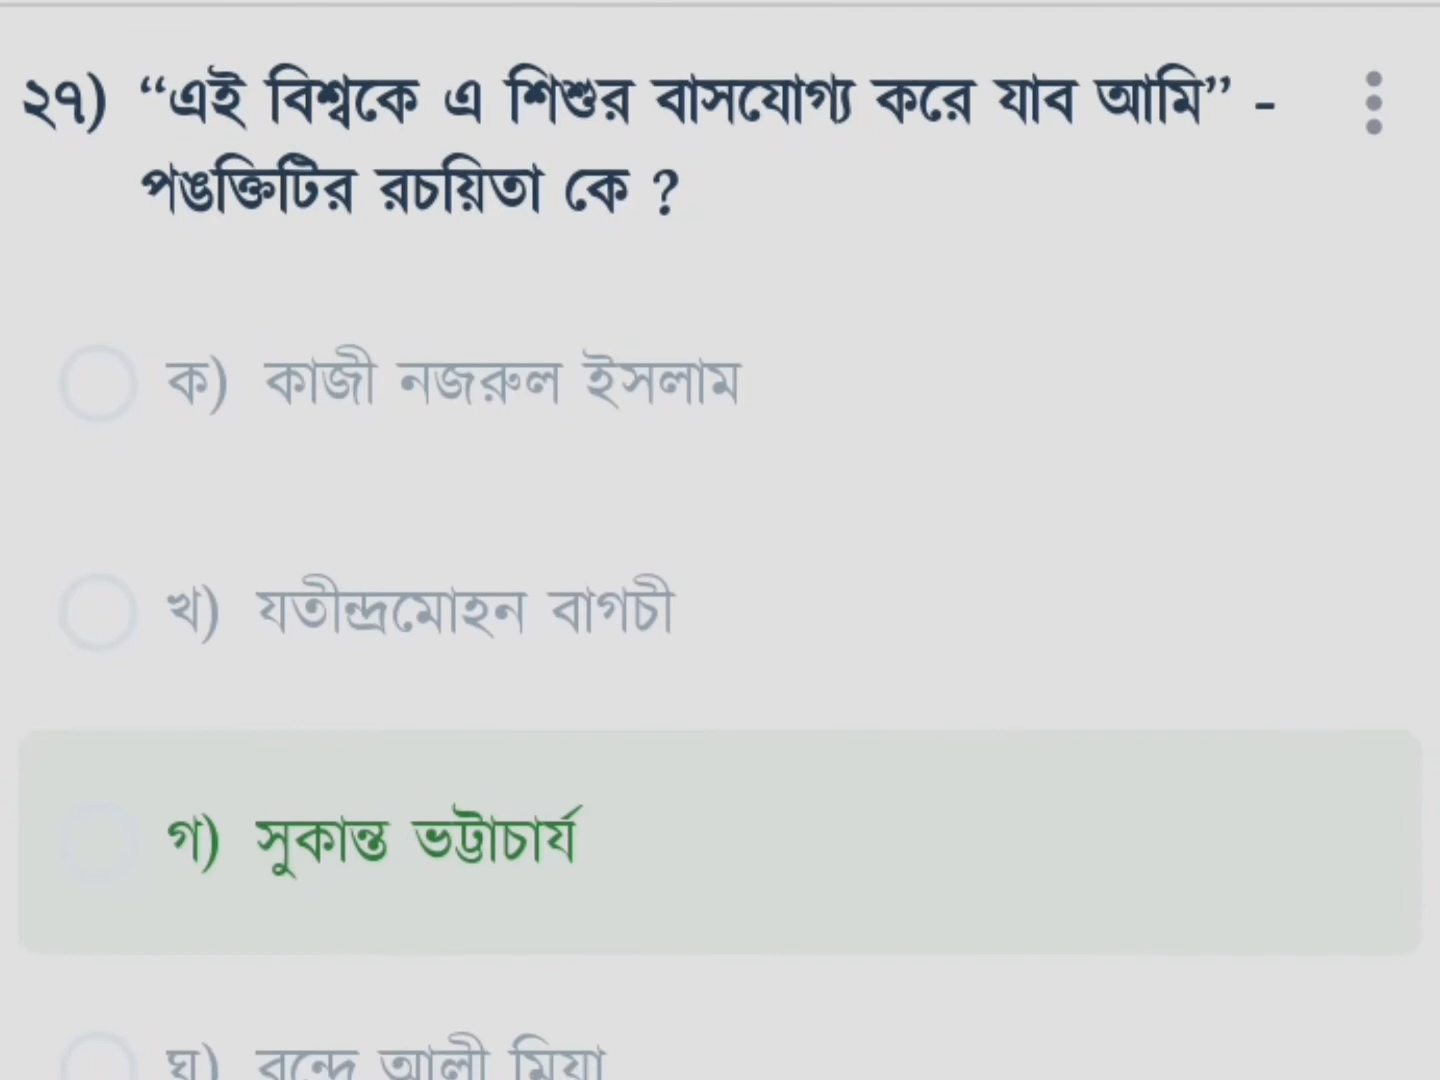 ২৭) “এই বিশ্বকে এ শিশুর বাসযোগ্য করে যাব আমি” -
পঙক্তিটির রচয়িতা কে ?
ক) কাজী নজরুল ইসলাম
খ) যতীন্দ্রমোহন বাগচী
গ) সুকান্ত ভট্টাচার্য
ঘ) বন্দে আলী মিয়া